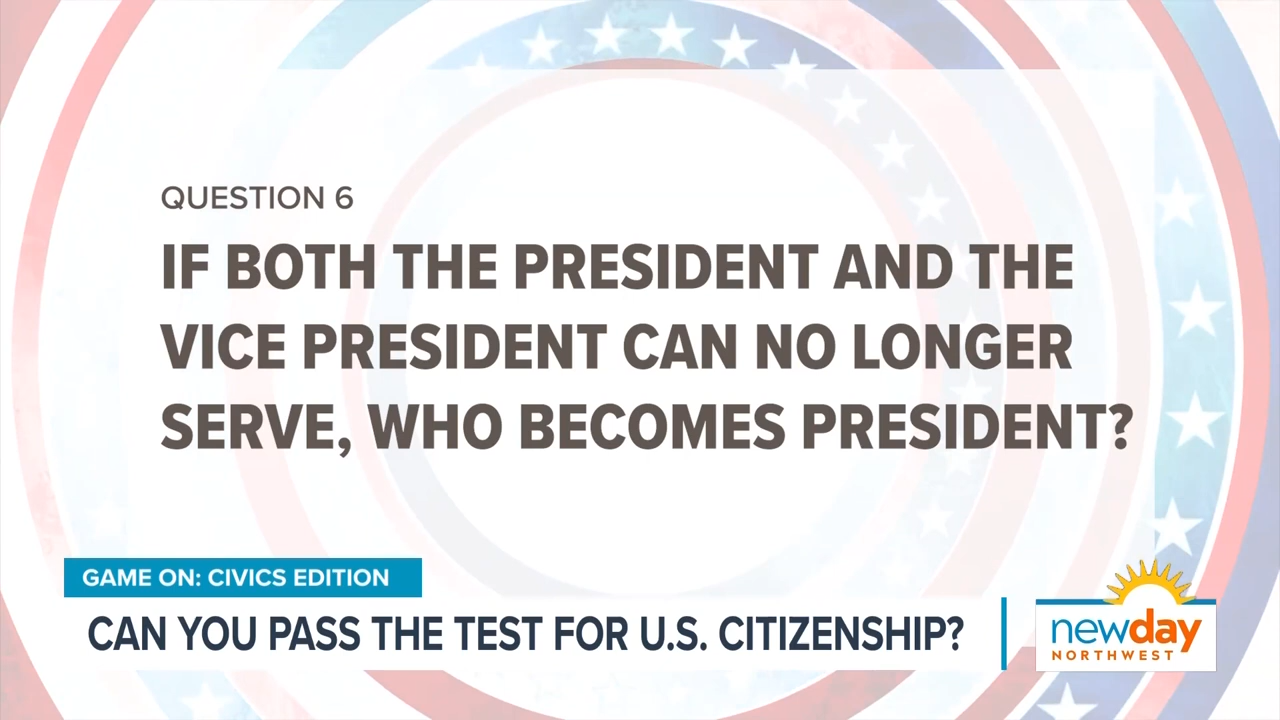 QUESTION 6
IF BOTH THE PRESIDENT AND THE
VICE PRESIDENT CAN NO LONGER
SERVE, WHO BECOMES PRESIDENT?
GAME ON: CIVICS EDITION
CAN YOU PASS THE TEST FOR U.S. CITIZENSHIP?
newday
NORTHWEST